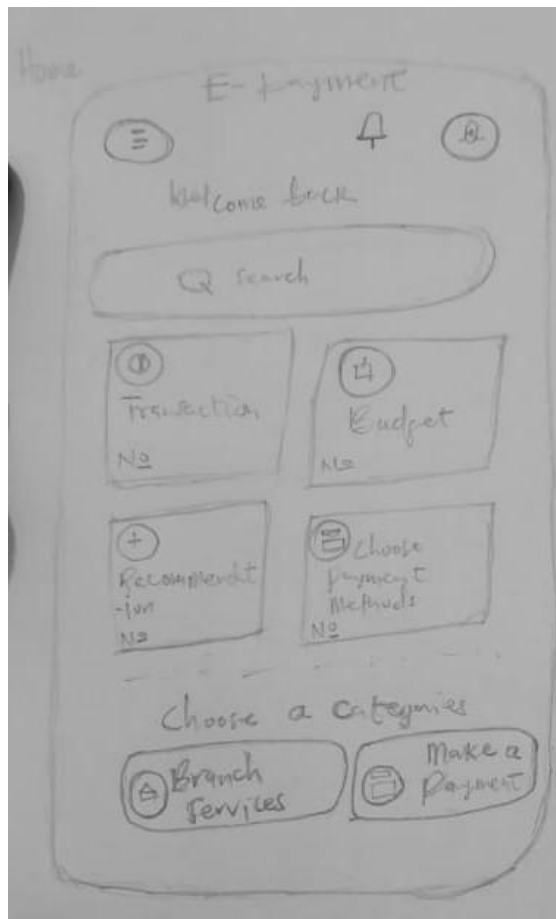 Home
E-payment
Welcome back
Search
Transaction
No
Budget
No
Recommendat
-ion
No
Choose
payment
Methods
No
Choose a categories
Branch
Services
Make a
Payment